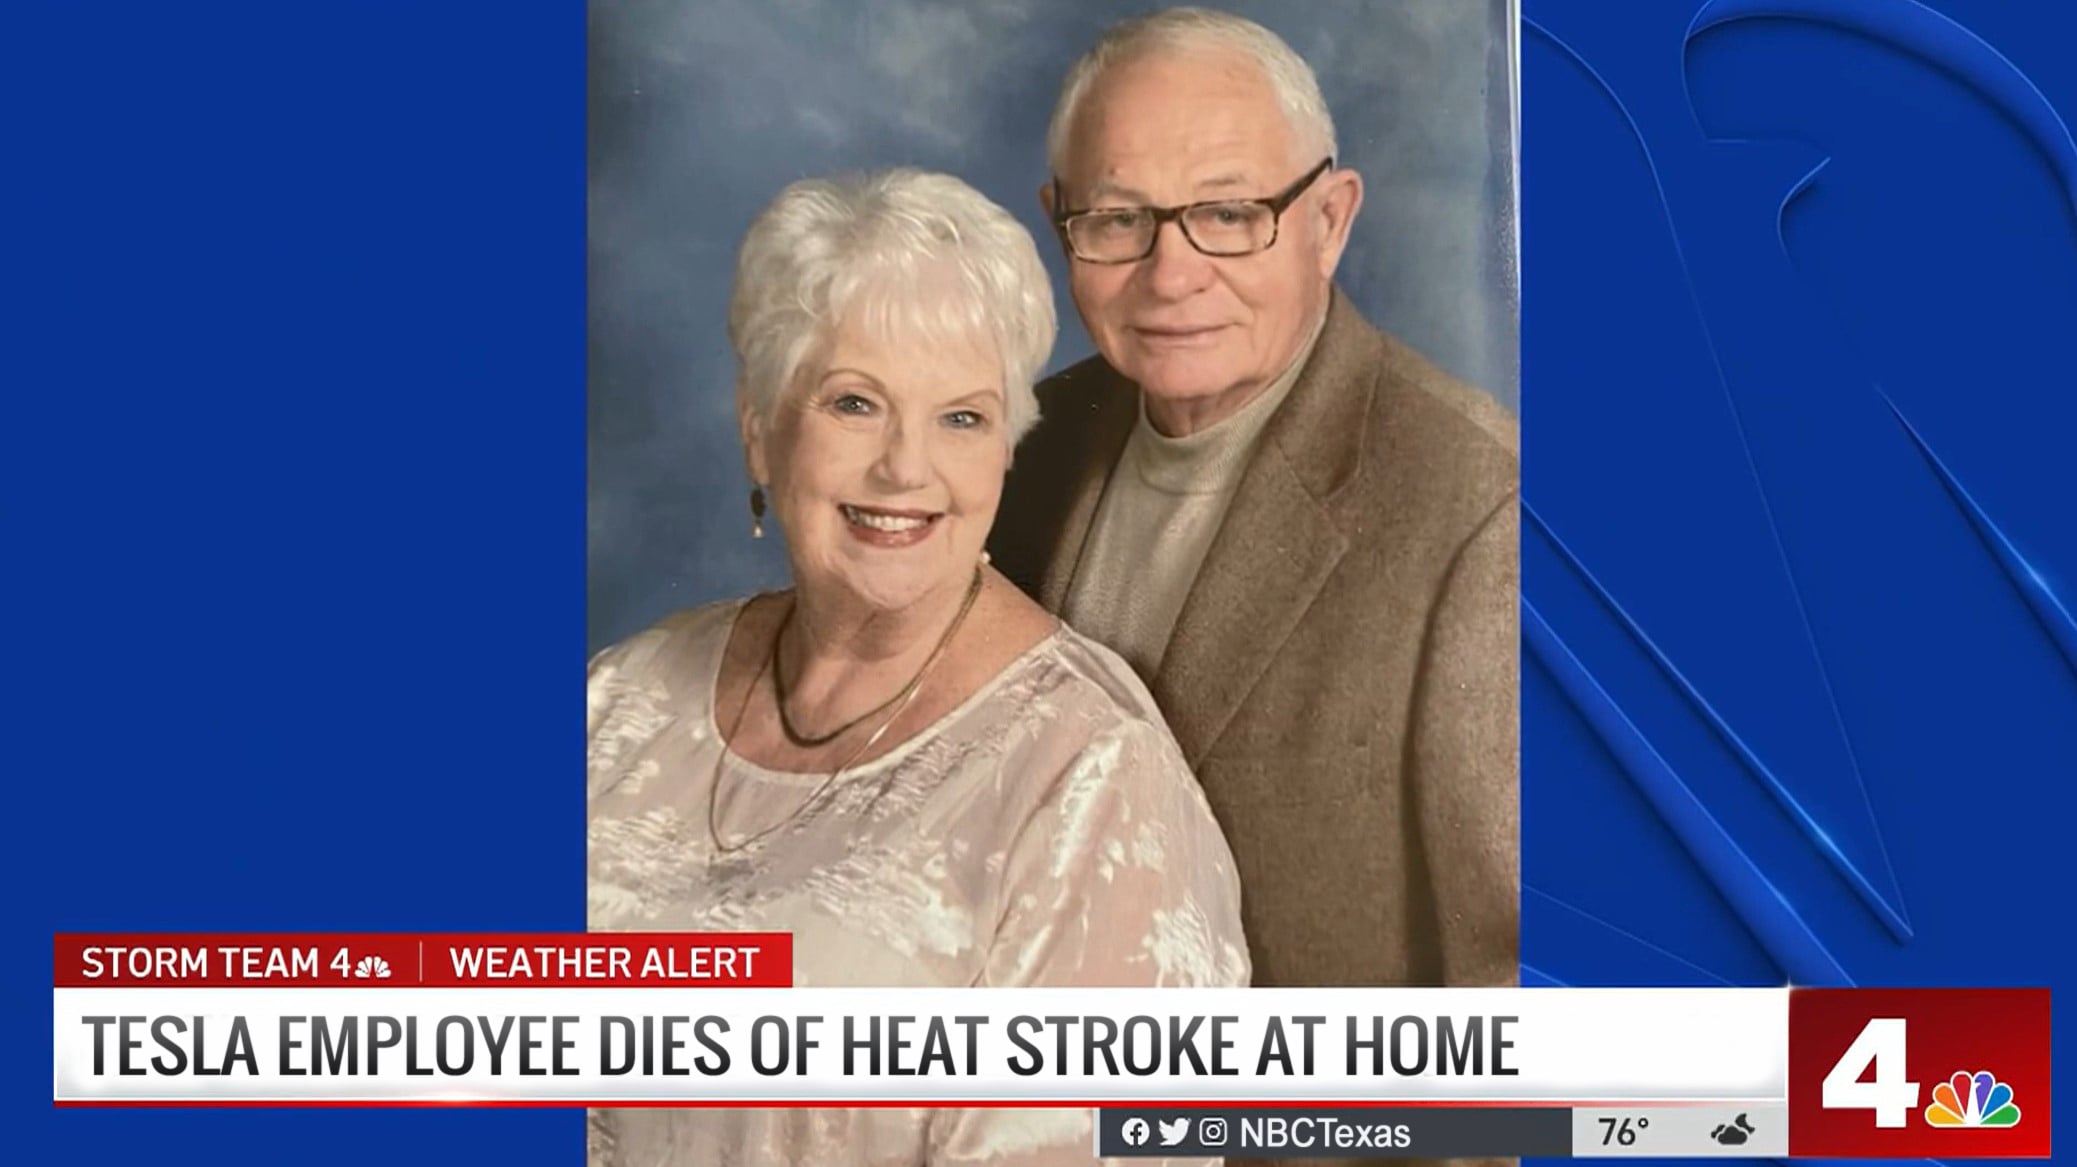 STORM TEAM 4 | WEATHER ALERT
TESLA EMPLOYEE DIES OF HEAT STROKE AT HOME
4
NBCTexas
76°